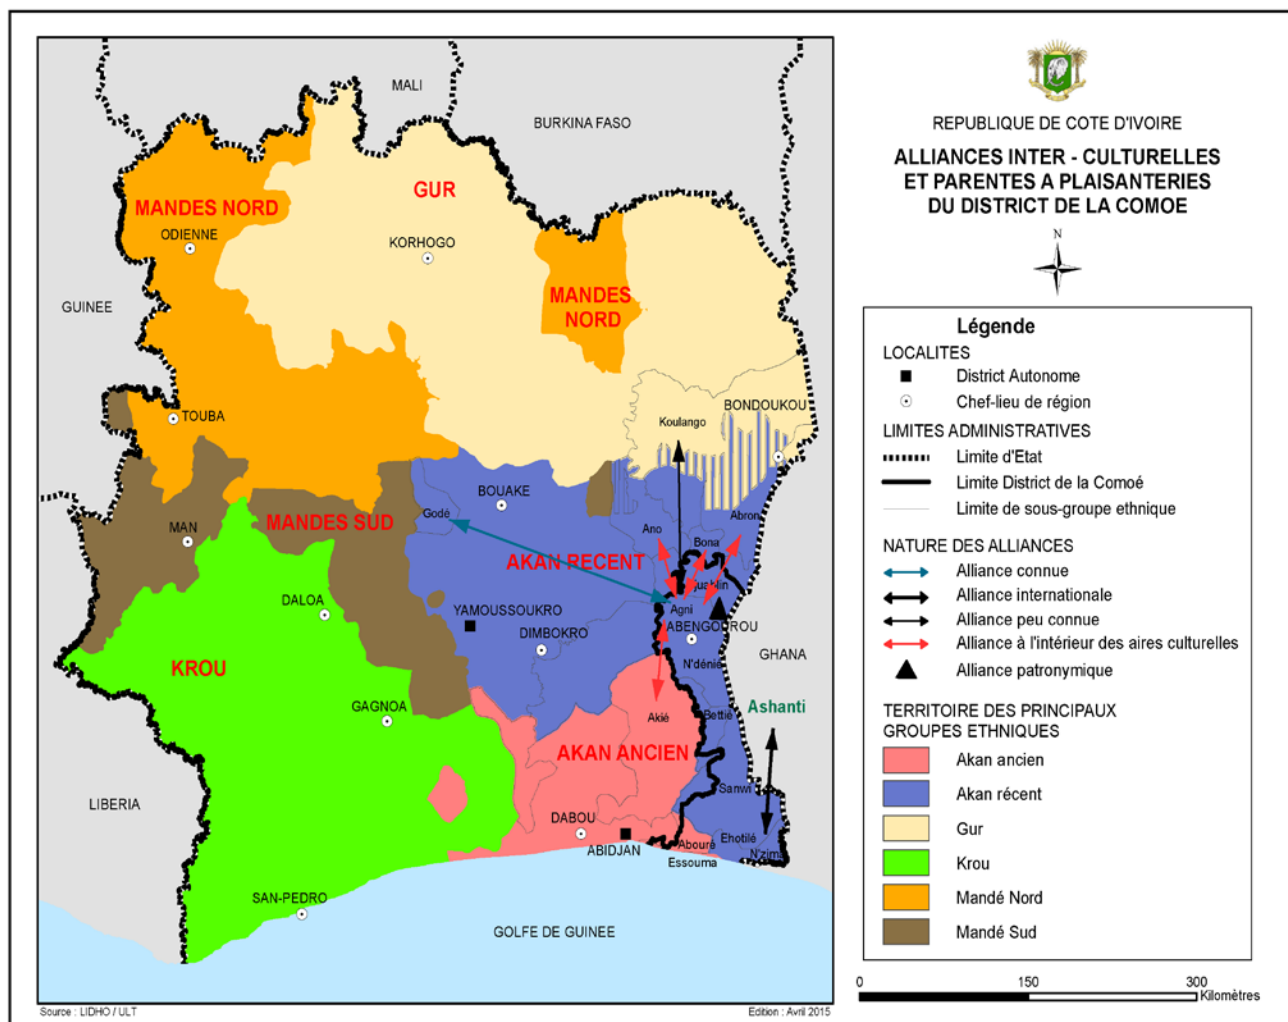 MALI
BURKINA FASO
GUR
MANDES NORD
ODIENNE
KORHOGO
MANDES
NORD
GUINEE
TOUBA
BONDOUKOU
Koulango
BOUAKE
Godé
MANDES SUD
MAN
Ano
Abron
Bona
AKAN RECENT
Agni
DALOA
YAMOUSSOUKRO
DIMBOKRO
ABENGOUROU
GHANA
N'dénié
KROU
GAGNOA
Akié
Bettié
Ashanti
AKAN ANCIEN
LIBERIA
Sanwi
DABOU
ABIDJAN
Ehotilé
Abouré
Essouma
N'zima
SAN-PEDRO
GOLFE DE GUINEE
Source : LIDHO / ULT
Edition : Avril 2015
REPUBLIQUE DE COTE D'IVOIRE
ALLIANCES INTER - CULTURELLES
ET PARENTES A PLAISANTERIES
DU DISTRICT DE LA COMOE
N
Légende
LOCALITES
District Autonome
Chef-lieu de région
LIMITES ADMINISTRATIVES
Limite d'Etat
Limite District de la Comoé
Limite de sous-groupe ethnique
NATURE DES ALLIANCES
Alliance connue
Alliance internationale
Alliance peu connue
Alliance à l'intérieur des aires culturelles
Alliance patronymique
TERRITOIRE DES PRINCIPAUX
GROUPES ETHNIQUES
Akan ancien
Akan récent
Gur
Krou
Mandé Nord
Mandé Sud
0 150 300
Kilomètres